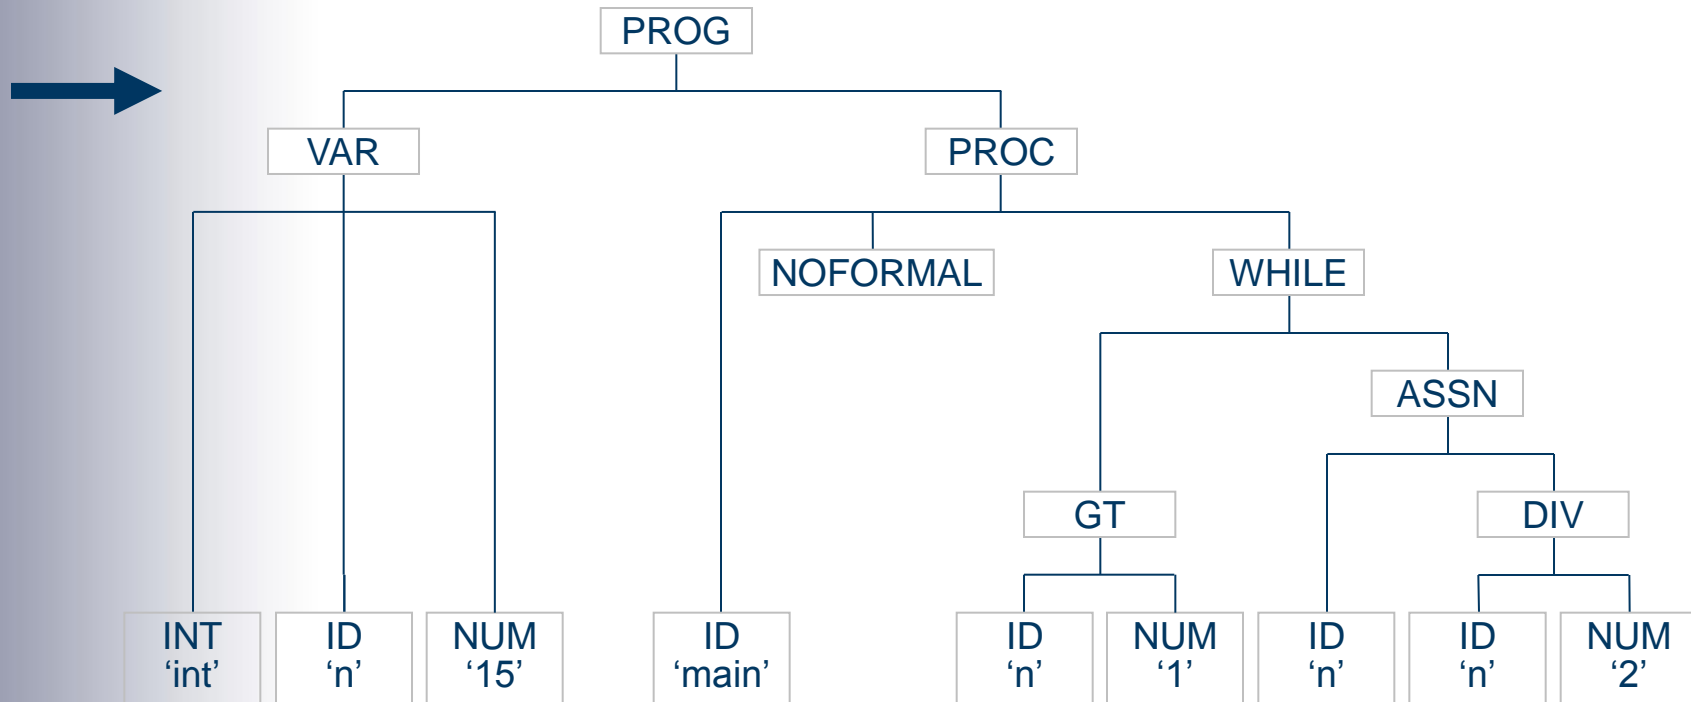 PROG
VAR
PROC
NOFORMAL
WHILE
ASSN
GT
DIV
INT
‘int’
ID
‘n’
NUM
‘15’
ID
‘main’
ID
‘n’
NUM
‘1’
ID
‘n’
ID
‘n’
NUM
‘2’